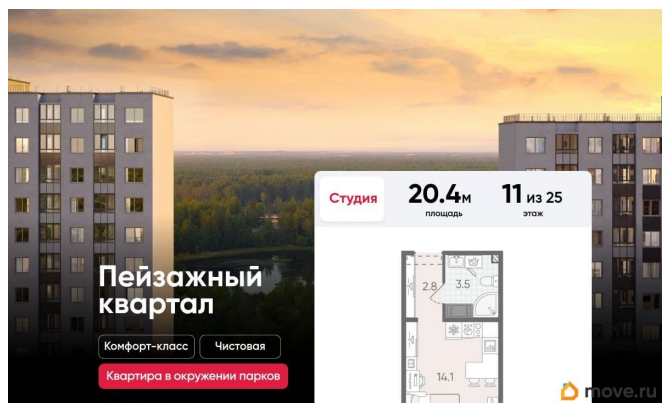 Студия
20.4м
площадь
11 из 25
этаж
Пейзажный
квартал
Комфорт-класс
Чистовая
Квартира в окружении парков
2.8
3.5
14.1
move.ru